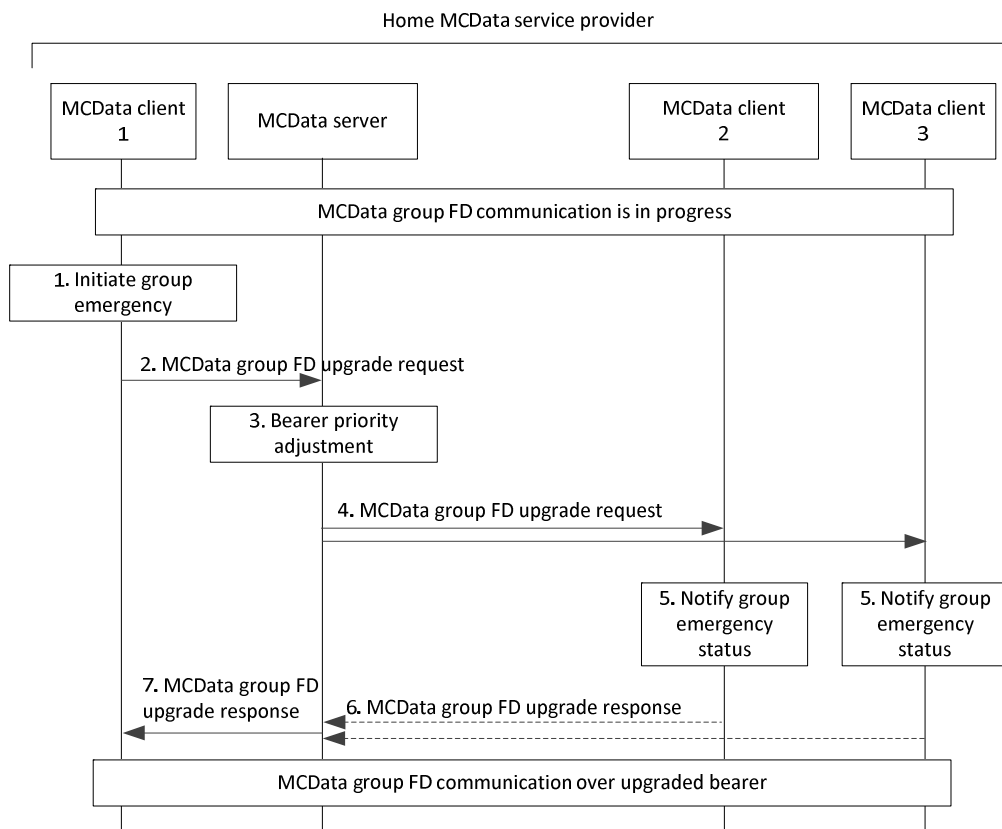 Home MCData service provider
MCData client
1
MCData server
MCData client
2
MCData client
3
MCData group FD communication is in progress
1. Initiate group
emergency
2. MCData group FD upgrade request
3. Bearer priority
adjustment
4. MCData group FD upgrade request
5. Notify group
emergency
status
5. Notify group
emergency
status
7. MCData group FD
upgrade response
6. MCData group FD upgrade response
MCData group FD communication over upgraded bearer